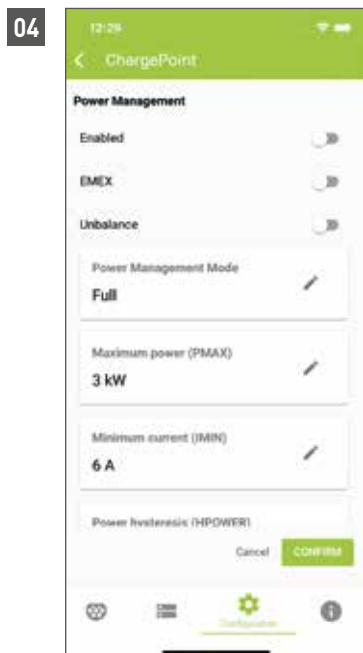 04
12:29
ChargePoint
Power Management
Enabled
EMEX
Unbalance
Power Management Mode
Full
Maximum power (PMAX)
3 kW
Minimum current (IMIN)
6 A
Power hysteresis (HPOWER)
Cancel CONFIRM
Configuration